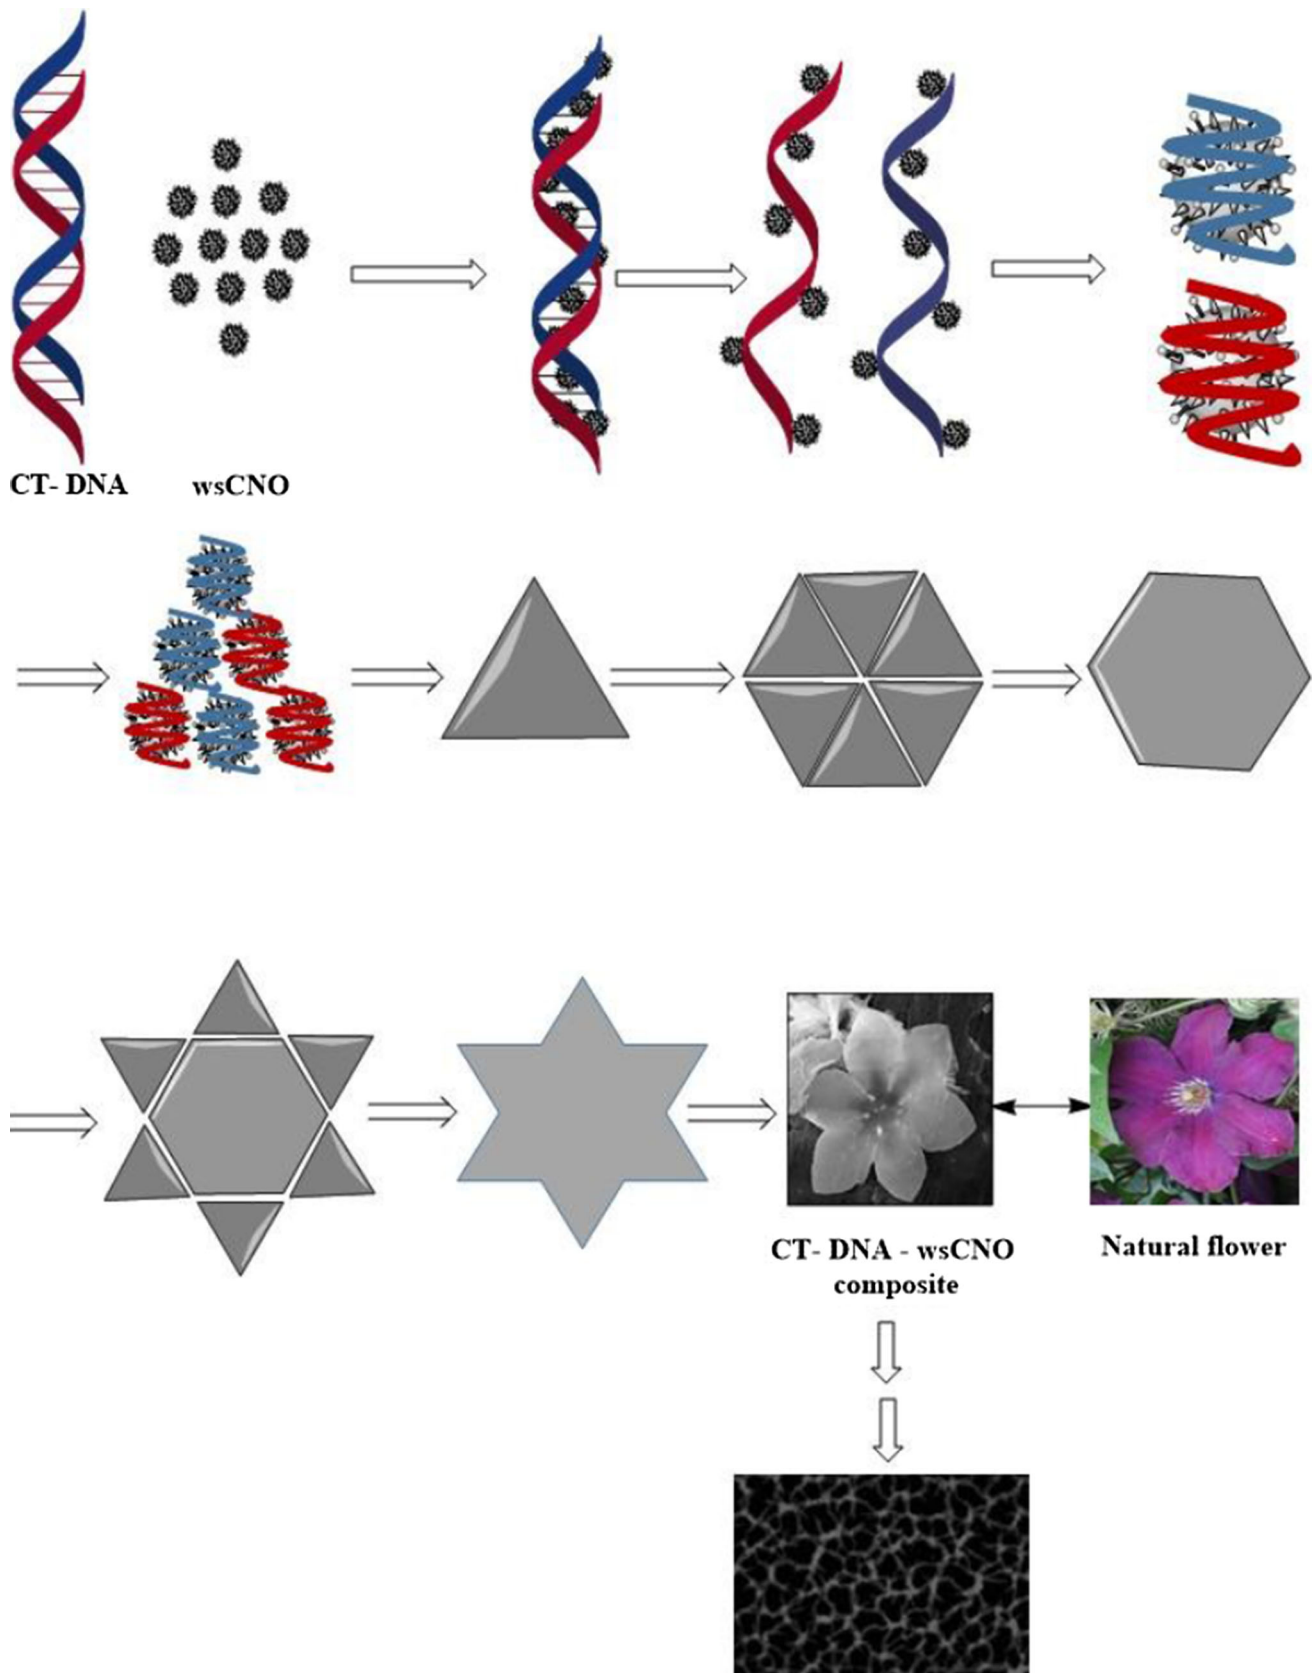 CT- DNA
wsCNO
CT- DNA - wsCNO
composite
Natural flower